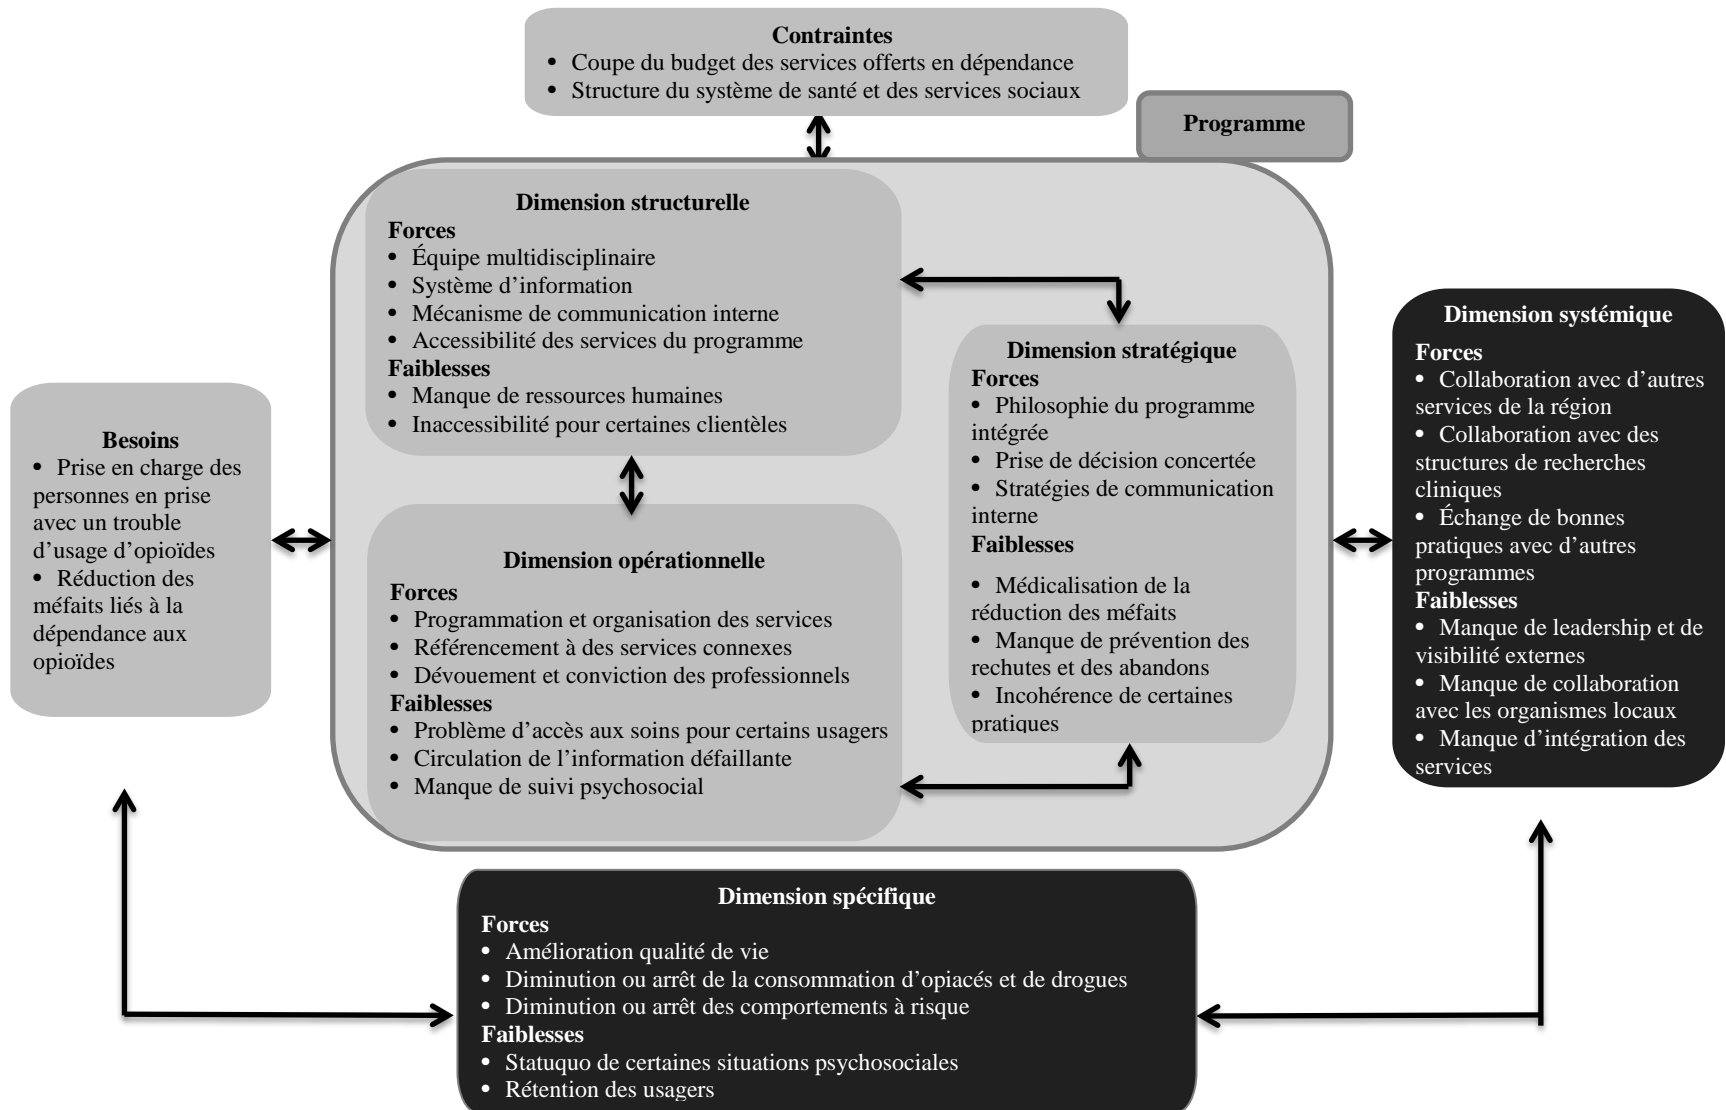 Contraintes
• Coupe du budget des services offerts en dépendance
• Structure du système de santé et des services sociaux
Programme
Dimension structurelle
Forces
• Équipe multidisciplinaire
• Système d’information
• Mécanisme de communication interne
• Accessibilité des services du programme
Faiblesses
• Manque de ressources humaines
• Inaccessibilité pour certaines clientèles
Dimension stratégique
Forces
• Philosophie du programme
intégrée
• Prise de décision concertée
• Stratégies de communication
interne
Faiblesses
• Médicalisation de la
réduction des méfaits
• Manque de prévention des
rechutes et des abandons
• Incohérence de certaines
pratiques
Dimension systémique
Forces
• Collaboration avec d’autres
services de la région
• Collaboration avec des
structures de recherches
cliniques
• Échange de bonnes
pratiques avec d’autres
programmes
Faiblesses
• Manque de leadership et de
visibilité externes
• Manque de collaboration
avec les organismes locaux
• Manque d’intégration des
services
Besoins
• Prise en charge des
personnes en prise
avec un trouble
d’usage d’opioïdes
• Réduction des
méfaits liés à la
dépendance aux
opioïdes
Dimension opérationnelle
Forces
• Programmation et organisation des services
• Référencement à des services connexes
• Dévouement et conviction des professionnels
Faiblesses
• Problème d’accès aux soins pour certains usagers
• Circulation de l’information défaillante
• Manque de suivi psychosocial
Dimension spécifique
Forces
• Amélioration qualité de vie
• Diminution ou arrêt de la consommation d’opiacés et de drogues
• Diminution ou arrêt des comportements à risque
Faiblesses
• Statuquo de certaines situations psychosociales
• Rétention des usagers